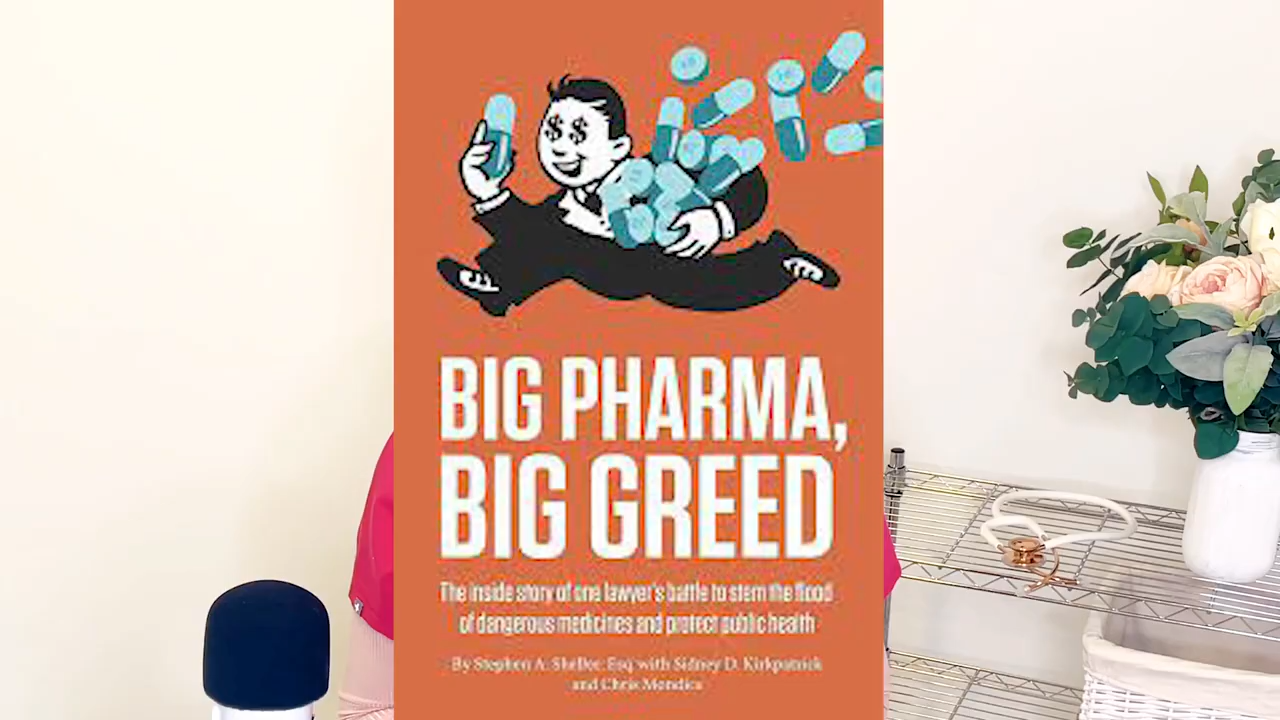 $ $
BIG PHARMA,
BIG GREED
The inside story of one lawyer's battle to stem the flood
of dangerous medicines and protect public health
By Stephen A. Sheller, Esq. with Sidney D. Kirkpatrick
and Chris Mondics